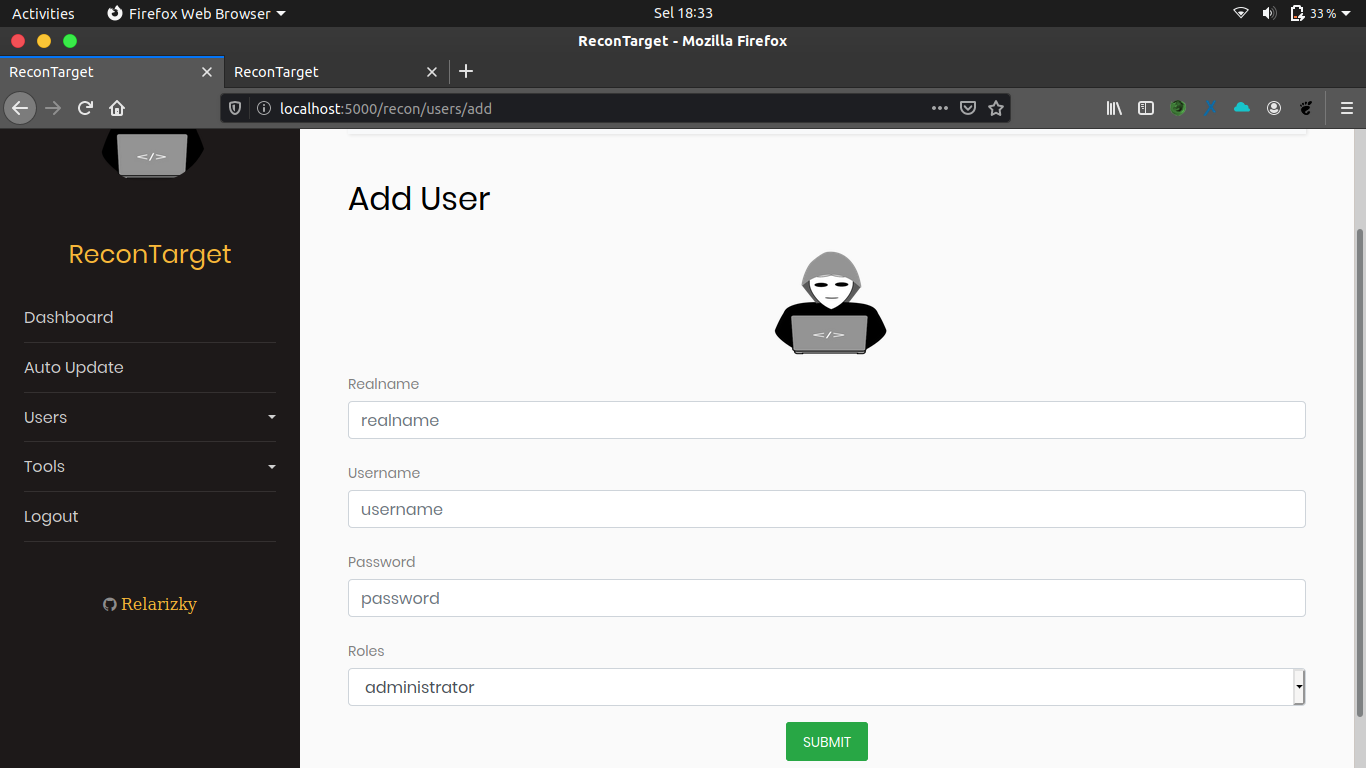 Activities Firefox Web Browser Sel 18:33 33 %
ReconTarget - Mozilla Firefox
ReconTarget ReconTarget
localhost:5000/recon/users/add
</>
ReconTarget
Dashboard
Auto Update
Users
Tools
Logout
Relarizky
Add User
</>
Realname
realname
Username
username
Password
password
Roles
administrator
SUBMIT